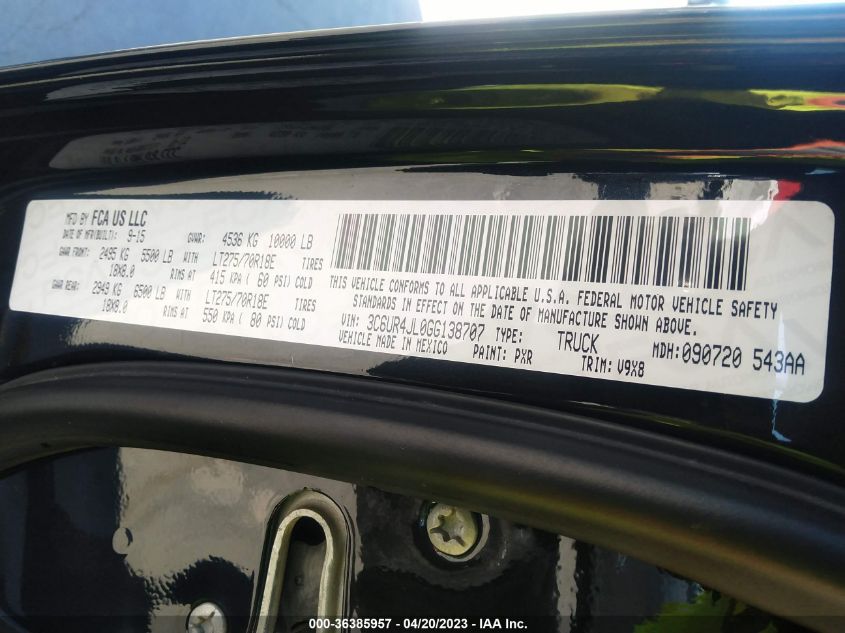 MFD BY FCA US LLC
DATE OF MFR(BUILT): 9-15 GVWR: 4536 KG 10000 LB
GAWR FRONT: 2495 KG 5500 LB WITH LT275/70R18E TIRES
18X8.0 RIMS AT 415 KPA ( 60 PSI) COLD
GAWR REAR: 2949 KG 6500 LB WITH LT275/70R18E TIRES
18X8.0 RIMS AT 550 KPA ( 80 PSI) COLD
THIS VEHICLE CONFORMS TO ALL APPLICABLE U.S.A. FEDERAL MOTOR VEHICLE SAFETY
STANDARDS IN EFFECT ON THE DATE OF MANUFACTURE SHOWN ABOVE.
VIN: 3C6UR4JL0GG138707 TYPE: TRUCK MDH: 090720 543AA
VEHICLE MADE IN MEXICO PAINT: PXR TRIM: V9X8
000-36385957 - 04/20/2023 - IAA Inc.